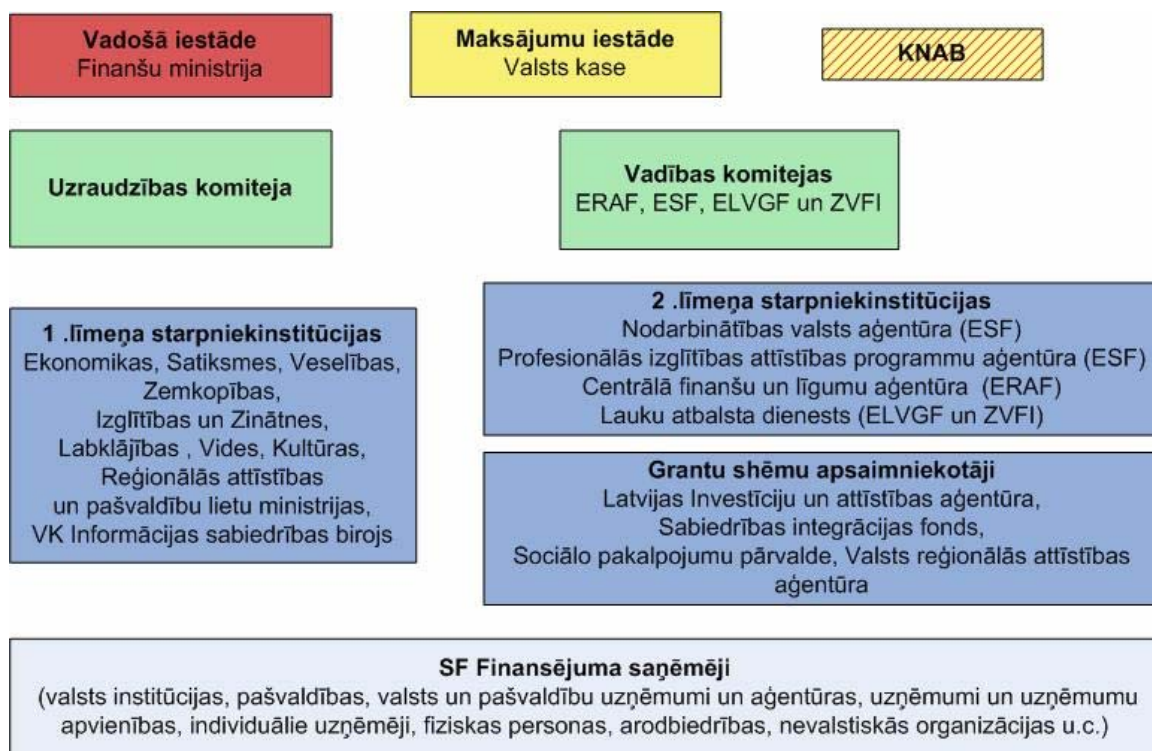 Vadošā iestāde
Finanšu ministrija
Maksājumu iestāde
Valsts kase
KNAB
Uzraudzības komiteja
Vadības komitejas
ERAF, ESF, ELVGF un ZVFI
1 .līmeņa starpniekinstitūcijas
Ekonomikas, Satiksmes, Veselības,
Zemkopības,
Izglītības un Zinātnes,
Labklājības , Vides, Kultūras,
Reģionālās attīstības
un pašvaldību lietu ministrijas,
VK Informācijas sabiedrības birojs
2 .līmeņa starpniekinstitūcijas
Nodarbinātības valsts aģentūra (ESF)
Profesionālās izglītības attīstības programmu aģentūra (ESF)
Centrālā finanšu un līgumu aģentūra (ERAF)
Lauku atbalsta dienests (ELVGF un ZVFI)
Grantu shēmu apsaimniekotāji
Latvijas Investīciju un attīstības aģentūra,
Sabiedrības integrācijas fonds,
Sociālo pakalpojumu pārvalde, Valsts reģionālās attīstības
aģentūra
SF Finansējuma saņēmēji
(valsts institūcijas, pašvaldības, valsts un pašvaldību uzņēmumi un aģentūras, uzņēmumi un uzņēmumu
apvienības, individuālie uzņēmēji, fiziskas personas, arodbiedrības, nevalstiskās organizācijas u.c.)